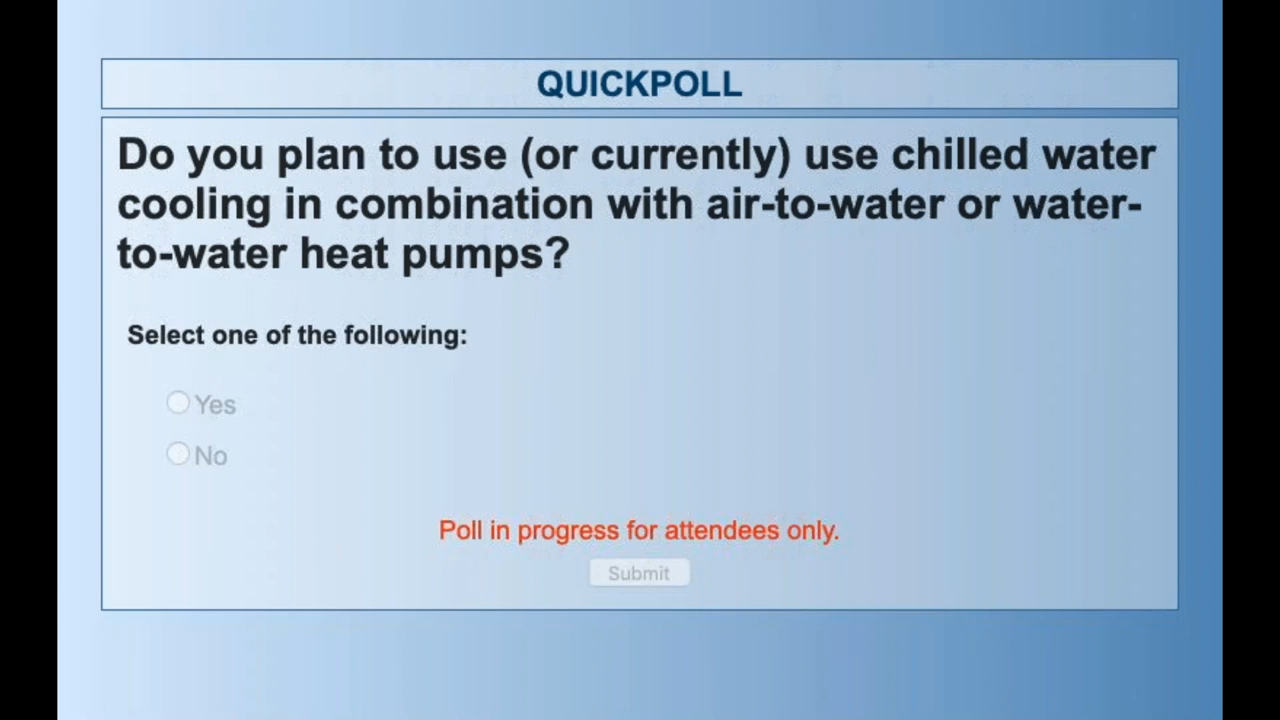 QUICKPOLL
Do you plan to use (or currently) use chilled water
cooling in combination with air-to-water or water-
to-water heat pumps?
Select one of the following:
Yes
No
Poll in progress for attendees only.
Submit